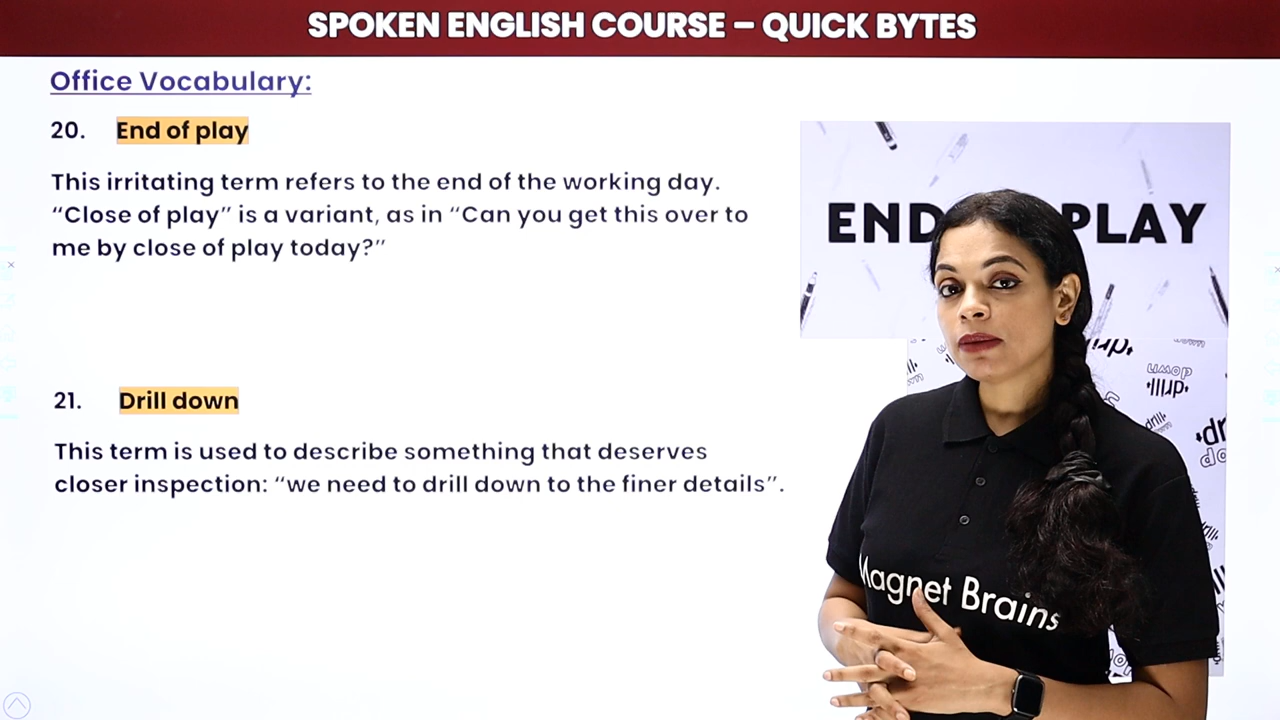 SPOKEN ENGLISH COURSE – QUICK BYTES
Office Vocabulary:
20. End of play
This irritating term refers to the end of the working day.
“Close of play” is a variant, as in “Can you get this over to
me by close of play today?”
END PLAY
21. Drill down
This term is used to describe something that deserves
closer inspection: “we need to drill down to the finer details”.
down
drill
drill
Magnet Brains